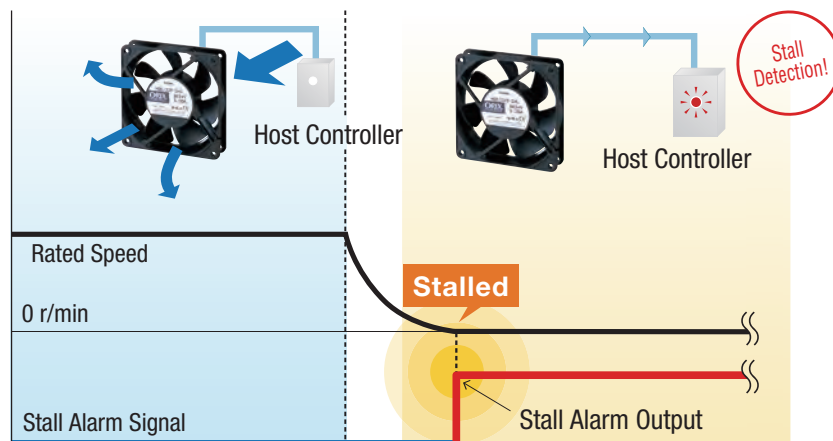 Host Controller
Stall
Detection!
Host Controller
Rated Speed
Stalled
0 r/min
Stall Alarm Signal
Stall Alarm Output